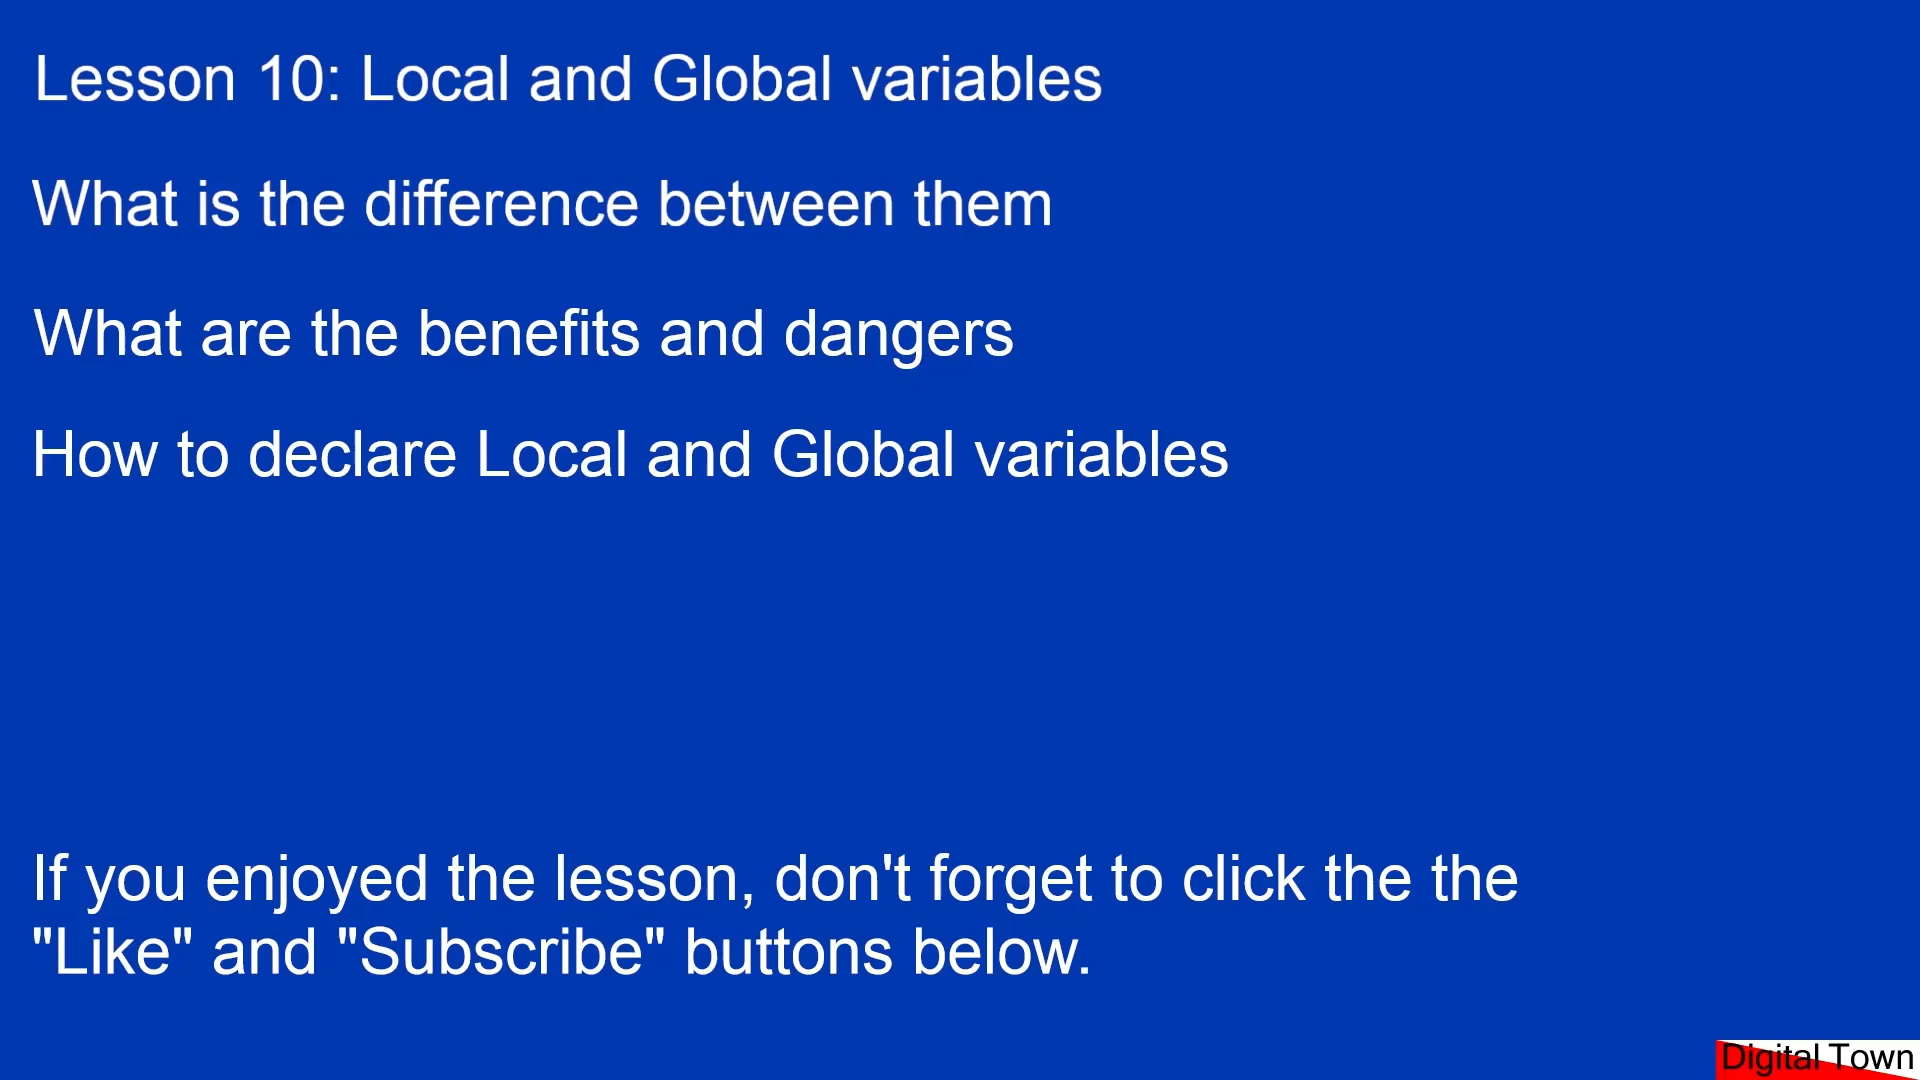 Lesson 10: Local and Global variables
What is the difference between them
What are the benefits and dangers
How to declare Local and Global variables
If you enjoyed the lesson, don't forget to click the the
"Like" and "Subscribe" buttons below.
Digital Town